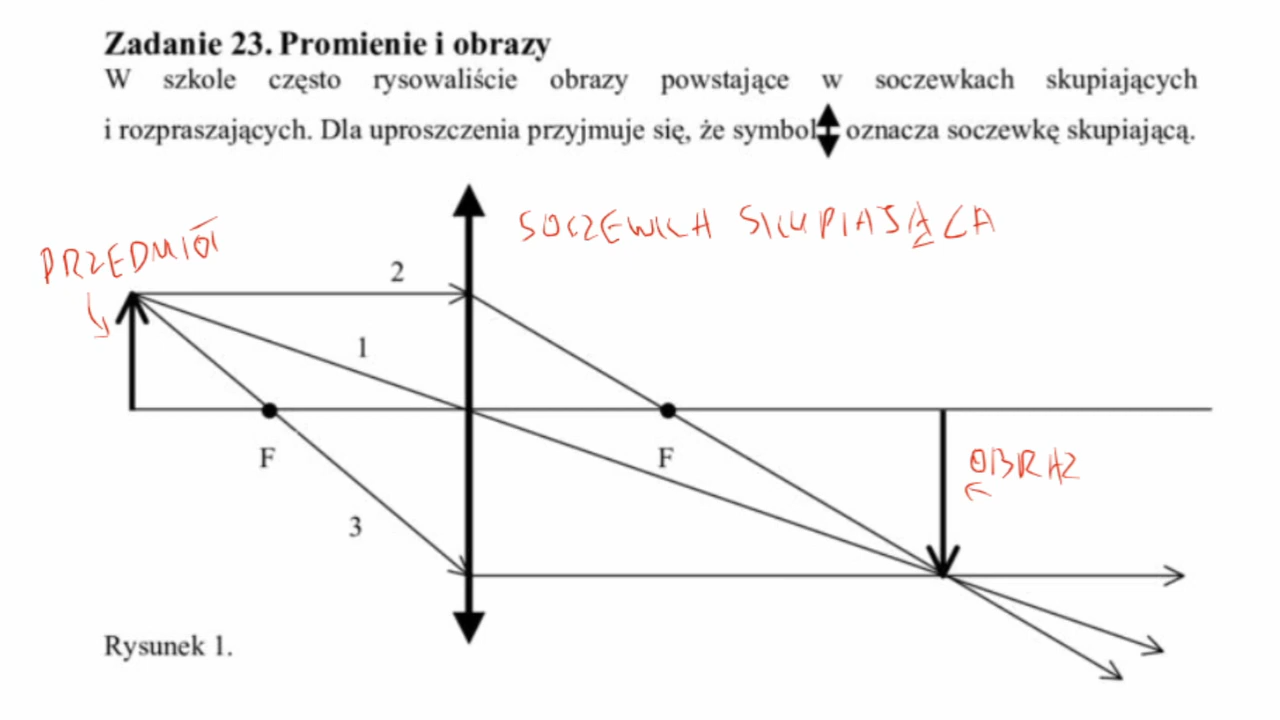 Zadanie 23. Promienie i obrazy
W szkole często rysowaliście obrazy powstające w soczewkach skupiających
i rozpraszających. Dla uproszczenia przyjmuje się, że symbol oznacza soczewkę skupiającą.
SOCZEWKA SKUPIAJĄCA
PRZEDMIOT
2
1
F
F
OBRAZ
3
Rysunek 1.